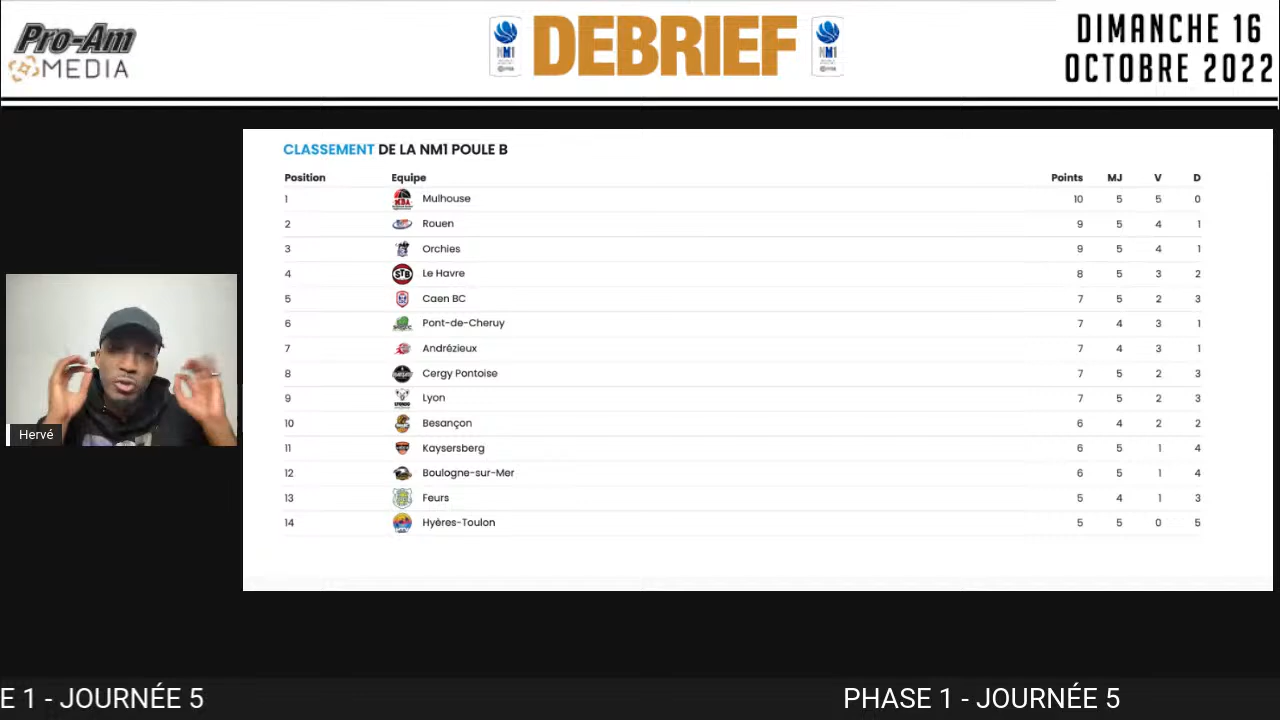 Pro-Am
MEDIA
NM1
DEBRIEF
NM1
DIMANCHE 16
OCTOBRE 2022
CLASSEMENT DE LA NM1 POULE B
Position Equipe Points MJ V D
1 Mulhouse 10 5 5 0
2 Rouen 9 5 4 1
3 Orchies 9 5 4 1
4 STB Le Havre 8 5 3 2
5 Caen BC 7 5 2 3
6 Pont-de-Cheruy 7 4 3 1
7 Andrézieux 7 4 3 1
8 Cergy Pontoise 7 5 2 3
9 Lyon 7 5 2 3
10 Besançon 6 4 2 2
11 Kaysersberg 6 5 1 4
12 Boulogne-sur-Mer 6 5 1 4
13 Feurs 5 4 1 3
14 Hyères-Toulon 5 5 0 5
Hervé
E 1 - JOURNÉE 5 PHASE 1 - JOURNÉE 5